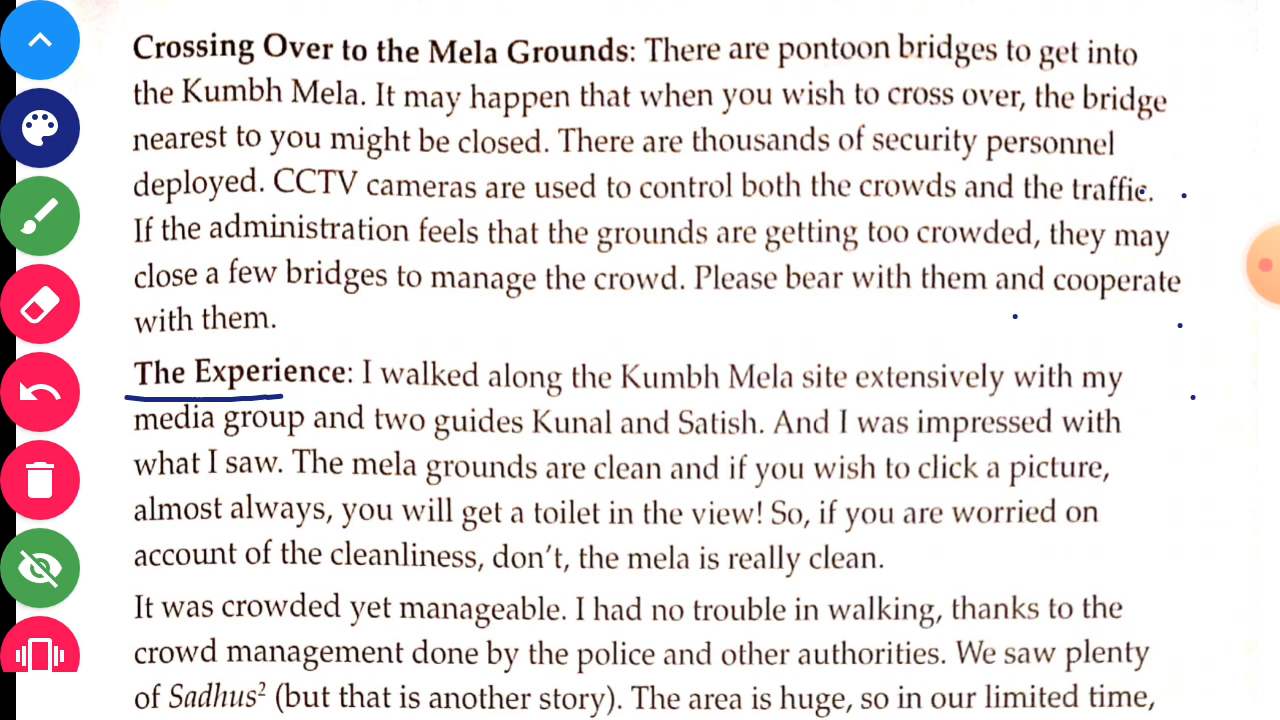 Crossing Over to the Mela Grounds: There are pontoon bridges to get into
the Kumbh Mela. It may happen that when you wish to cross over, the bridge
nearest to you might be closed. There are thousands of security personnel
deployed. CCTV cameras are used to control both the crowds and the traffic.
If the administration feels that the grounds are getting too crowded, they may
close a few bridges to manage the crowd. Please bear with them and cooperate
with them.
The Experience: I walked along the Kumbh Mela site extensively with my
media group and two guides Kunal and Satish. And I was impressed with
what I saw. The mela grounds are clean and if you wish to click a picture,
almost always, you will get a toilet in the view! So, if you are worried on
account of the cleanliness, don't, the mela is really clean.
It was crowded yet manageable. I had no trouble in walking, thanks to the
crowd management done by the police and other authorities. We saw plenty
of Sadhus² (but that is another story). The area is huge, so in our limited time,